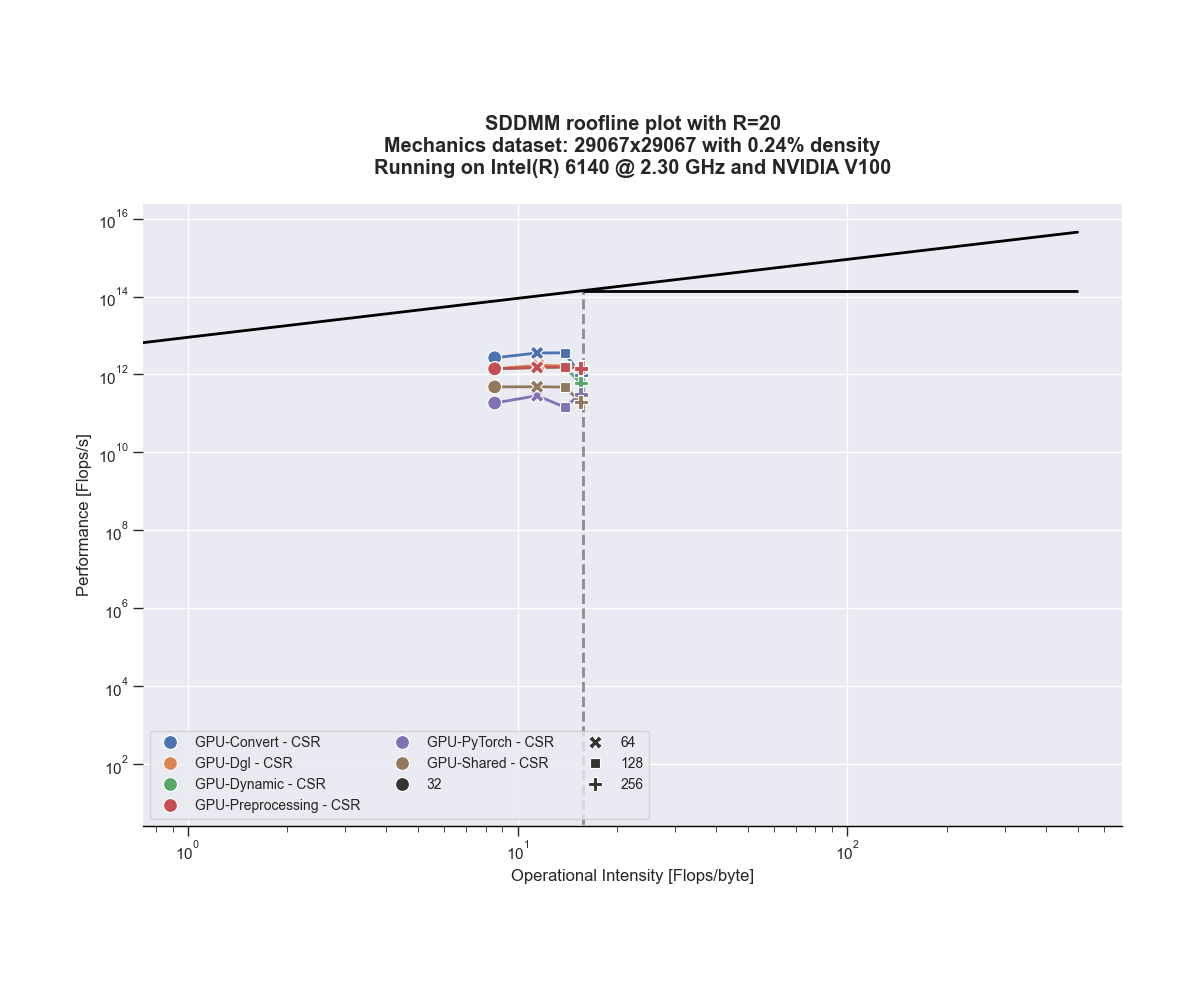 SDDMM roofline plot with R=20
Mechanics dataset: 29067x29067 with 0.24% density
Running on Intel(R) 6140 @ 2.30 GHz and NVIDIA V100
Performance [Flops/s]
10^16
10^14
10^12
10^10
10^8
10^6
10^4
10^2
GPU-Convert - CSR
GPU-Dgl - CSR
GPU-Dynamic - CSR
GPU-Preprocessing - CSR
GPU-PyTorch - CSR
GPU-Shared - CSR
32
64
128
256
10^0
10^1
10^2
Operational Intensity [Flops/byte]